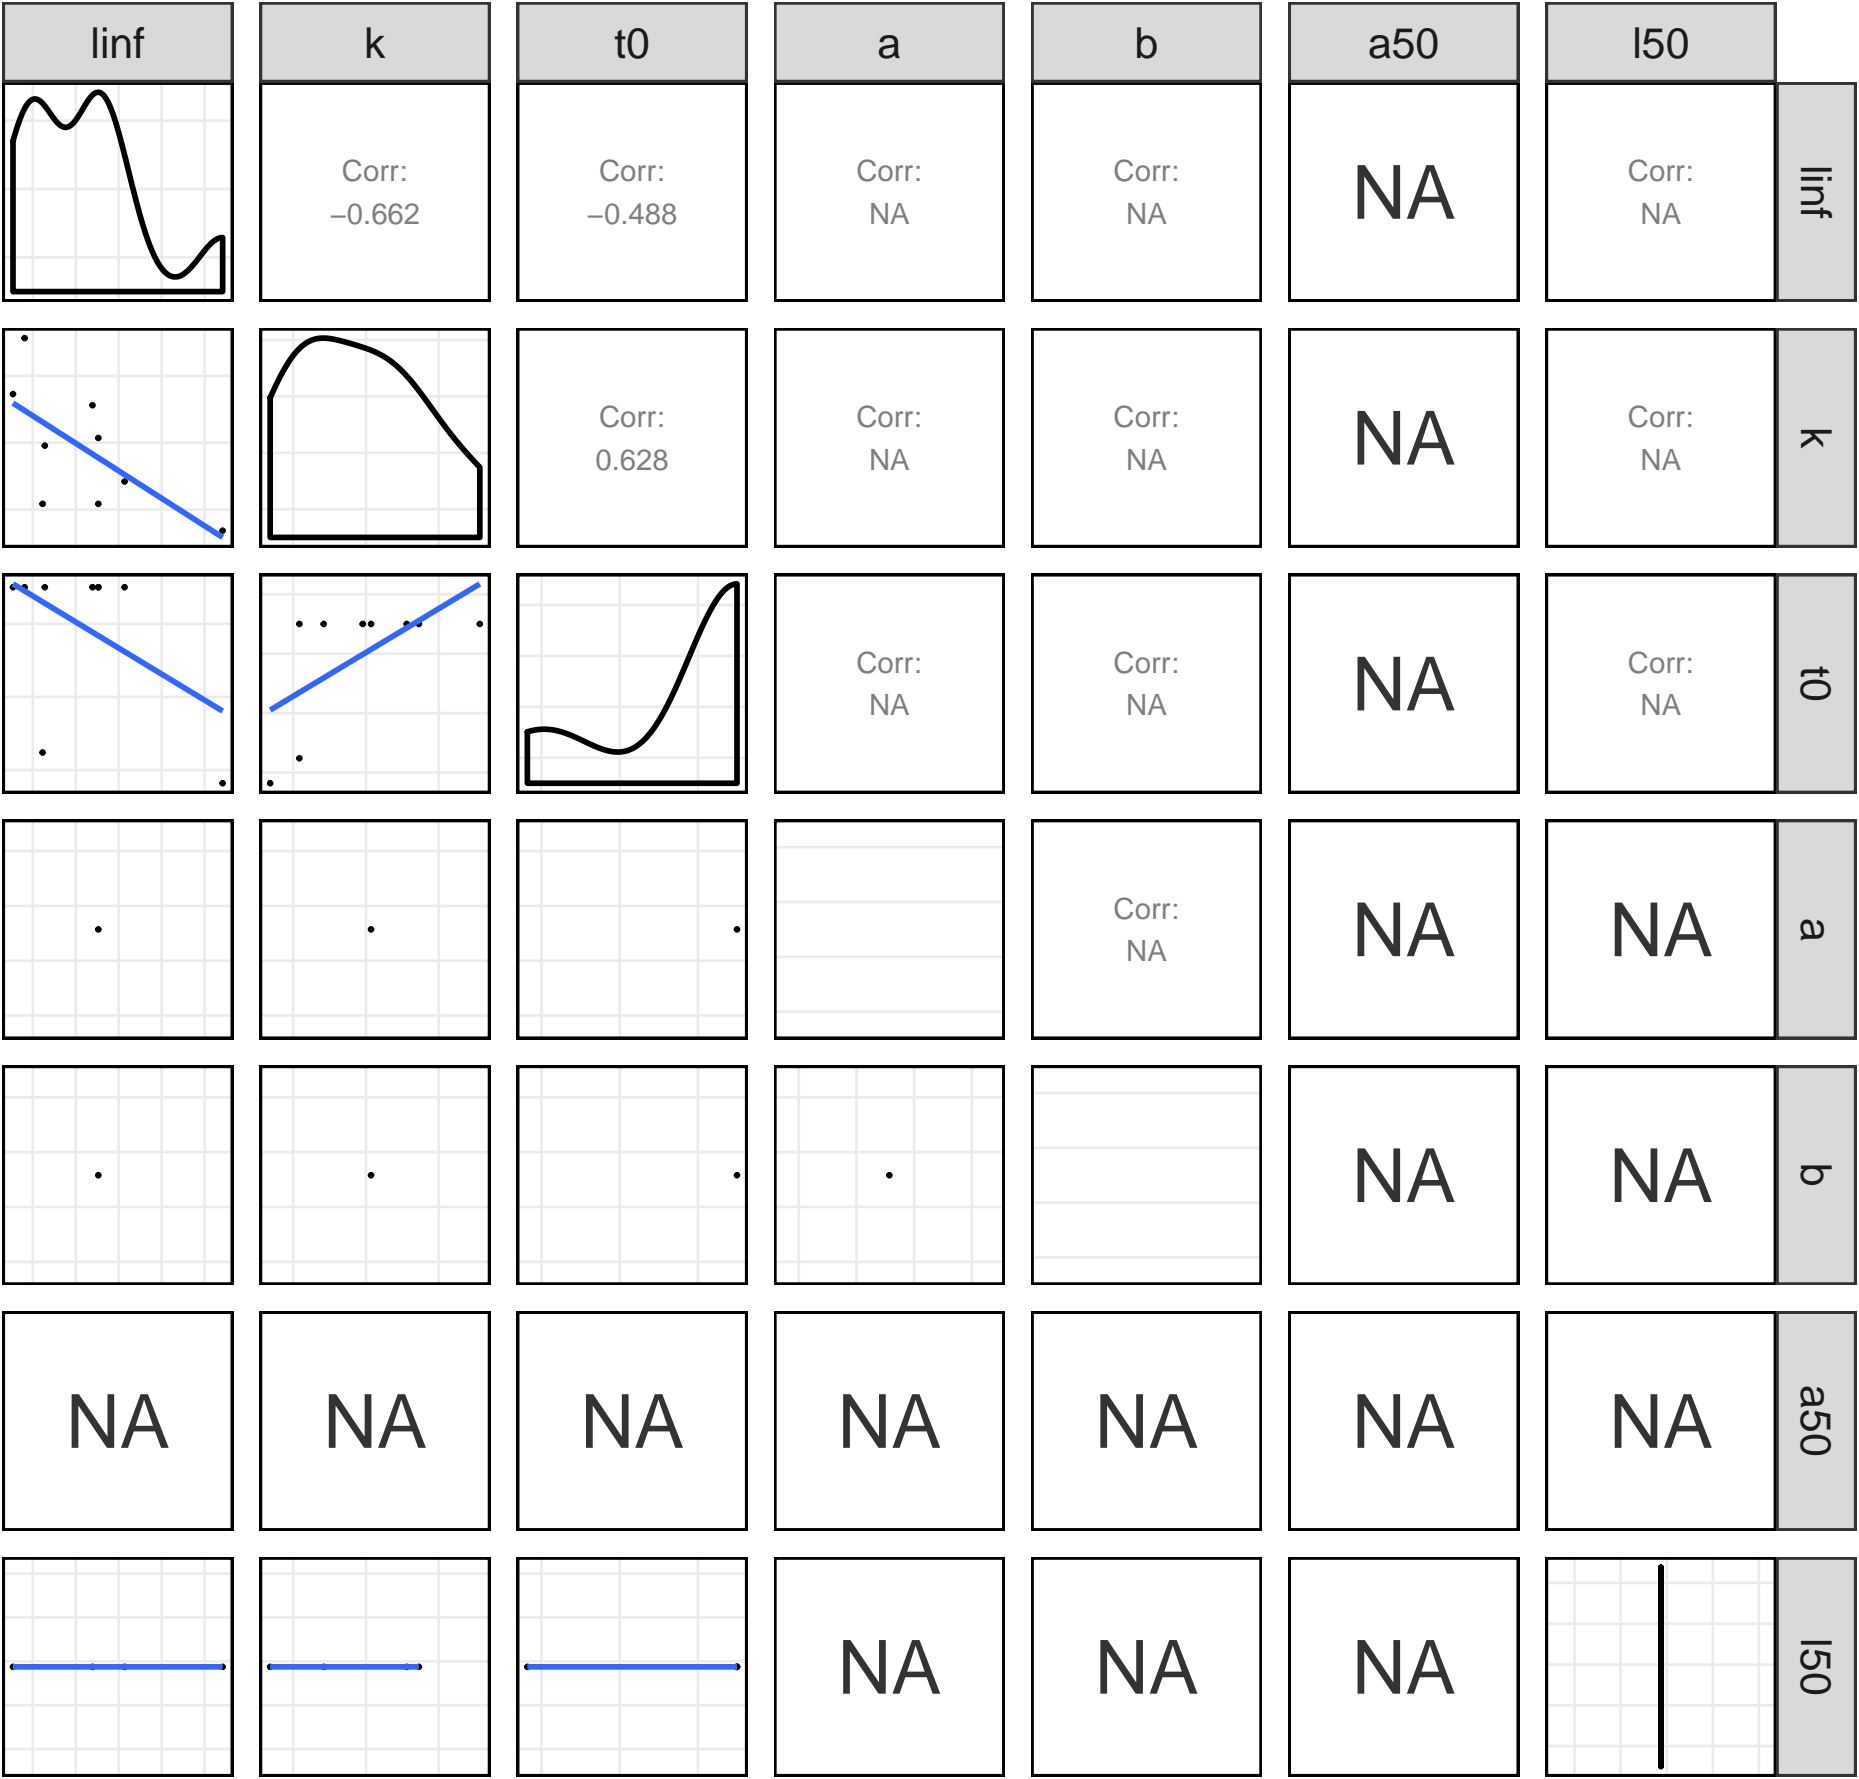 linf k t0 a b a50 l50
Corr: Corr: Corr: Corr: NA Corr:
−0.662 −0.488 NA NA NA
linf
Corr: Corr: Corr: NA Corr:
0.628 NA NA NA
k
Corr: Corr: NA Corr:
NA NA NA
t0
Corr: NA NA
NA
a
NA NA
b
NA NA NA NA NA NA NA
a50
NA NA NA
l50